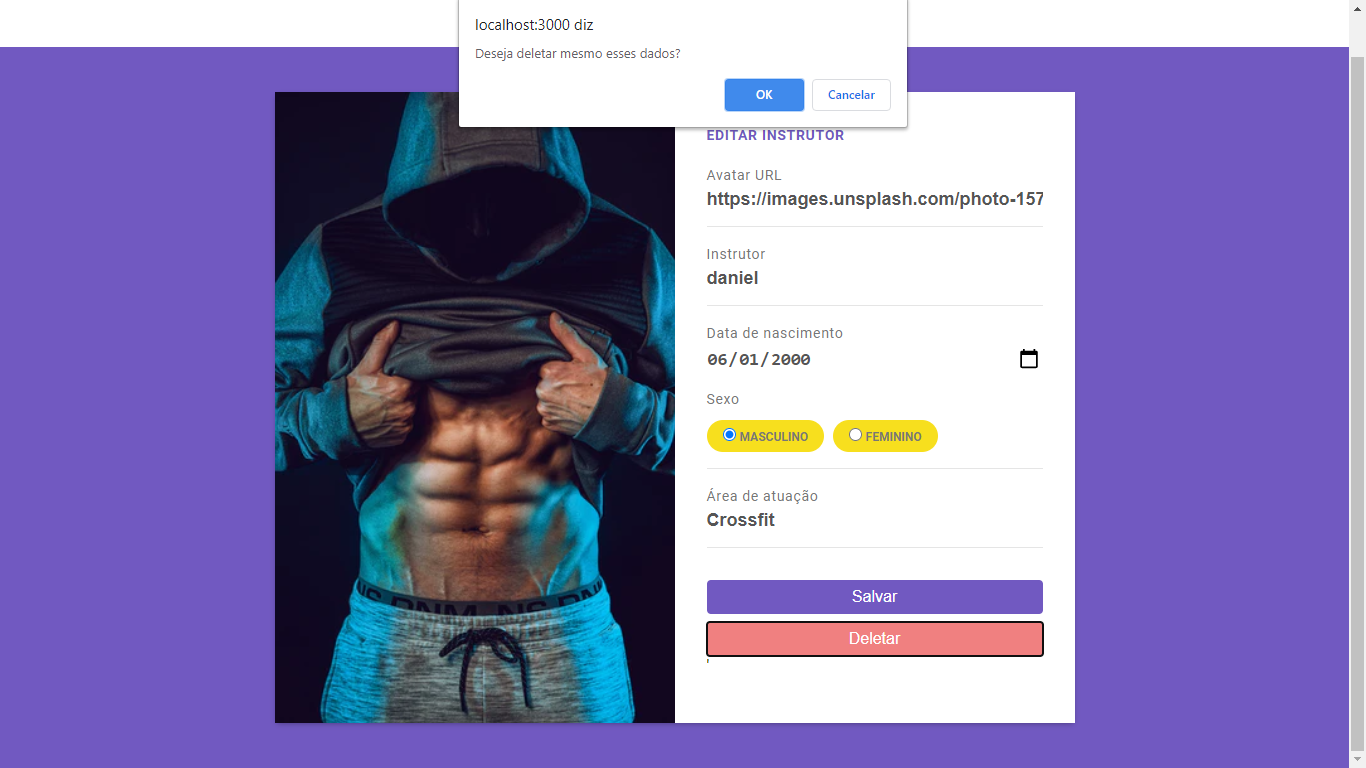 localhost:3000 diz
Deseja deletar mesmo esses dados?
OK
Cancelar
EDITAR INSTRUTOR
Avatar URL
https://images.unsplash.com/photo-157
Instrutor
daniel
Data de nascimento
06/01/2000
Sexo
MASCULINO
FEMININO
Área de atuação
Crossfit
Salvar
Deletar
'